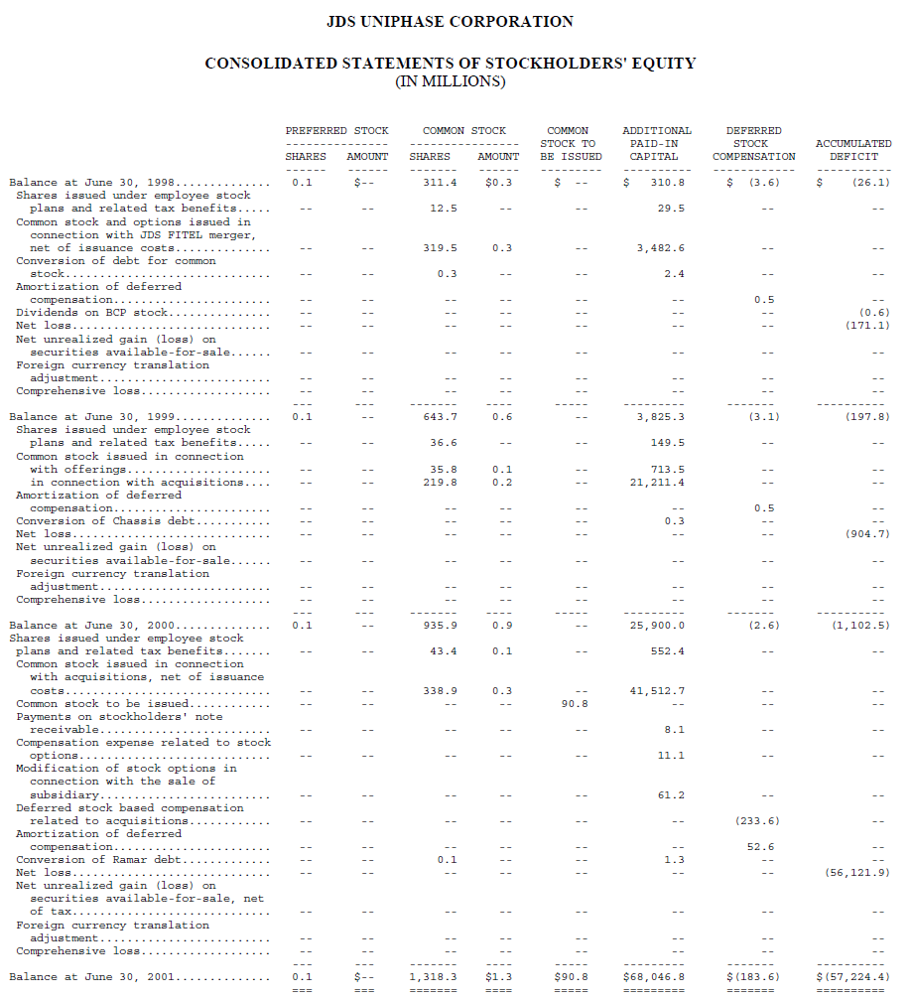 JDS UNIPHASE CORPORATION
CONSOLIDATED STATEMENTS OF STOCKHOLDERS' EQUITY
(IN MILLIONS)
PREFERRED STOCK COMMON STOCK COMMON ADDITIONAL DEFERRED
--------------- ---------------- STOCK TO PAID-IN STOCK ACCUMULATED
SHARES AMOUNT SHARES AMOUNT BE ISSUED CAPITAL COMPENSATION DEFICIT
------ ------ ------ ------ --------- --------- ------------ -----------
Balance at June 30, 1998.............. 0.1 $-- 311.4 $0.3 $ -- $ 310.8 $ (3.6) $ (26.1)
Shares issued under employee stock
plans and related tax benefits..... -- -- 12.5 -- -- 29.5 -- --
Common stock and options issued in
connection with JDS FITEL merger,
net of issuance costs.............. -- -- 319.5 0.3 -- 3,482.6 -- --
Conversion of debt for common
stock.............................. -- -- 0.3 -- -- 2.4 -- --
Amortization of deferred
compensation....................... -- -- -- -- -- -- 0.5 --
Dividends on BCP stock............... -- -- -- -- -- -- -- (0.6)
Net loss............................. -- -- -- -- -- -- -- (171.1)
Net unrealized gain (loss) on
securities available-for-sale...... -- -- -- -- -- -- -- --
Foreign currency translation
adjustment......................... -- -- -- -- -- -- -- --
Comprehensive loss................... -- -- -- -- -- -- -- --
--- --- ------- ---- ----- --------- ------- ----------
Balance at June 30, 1999.............. 0.1 -- 643.7 0.6 -- 3,825.3 (3.1) (197.8)
Shares issued under employee stock
plans and related tax benefits..... -- -- 36.6 -- -- 149.5 -- --
Common stock issued in connection
with offerings..................... -- -- 35.8 0.1 -- 713.5 -- --
in connection with acquisitions.... -- -- 219.8 0.2 -- 21,211.4 -- --
Amortization of deferred
compensation....................... -- -- -- -- -- -- 0.5 --
Conversion of Chassis debt........... -- -- -- -- -- 0.3 -- --
Net loss............................. -- -- -- -- -- -- -- (904.7)
Net unrealized gain (loss) on
securities available-for-sale...... -- -- -- -- -- -- -- --
Foreign currency translation
adjustment......................... -- -- -- -- -- -- -- --
Comprehensive loss................... -- -- -- -- -- -- -- --
--- --- ------- ---- ----- --------- ------- ----------
Balance at June 30, 2000.............. 0.1 -- 935.9 0.9 -- 25,900.0 (2.6) (1,102.5)
Shares issued under employee stock
plans and related tax benefits....... -- -- 43.4 0.1 -- 552.4 -- --
Common stock issued in connection
with acquisitions, net of issuance
costs.............................. -- -- 338.9 0.3 -- 41,512.7 -- --
Common stock to be issued............ -- -- -- -- 90.8 -- -- --
Payments on stockholders' note
receivable......................... -- -- -- -- -- 8.1 -- --
Compensation expense related to stock
options............................ -- -- -- -- -- 11.1 -- --
Modification of stock options in
connection with the sale of
subsidiary......................... -- -- -- -- -- 61.2 -- --
Deferred stock based compensation
related to acquisitions............ -- -- -- -- -- -- (233.6) --
Amortization of deferred
compensation....................... -- -- -- -- -- -- 52.6 --
Conversion of Ramar debt............. -- -- 0.1 -- -- 1.3 -- --
Net loss............................. -- -- -- -- -- -- -- (56,121.9)
Net unrealized gain (loss) on
securities available-for-sale, net
of tax............................. -- -- -- -- -- -- -- --
Foreign currency translation
adjustment......................... -- -- -- -- -- -- -- --
Comprehensive loss................... -- -- -- -- -- -- -- --
--- --- ------- ---- ----- --------- ------- ----------
Balance at June 30, 2001.............. 0.1 $-- 1,318.3 $1.3 $90.8 $68,046.8 $(183.6) $(57,224.4)
=== === ======= ==== ===== ========= ======= ==========